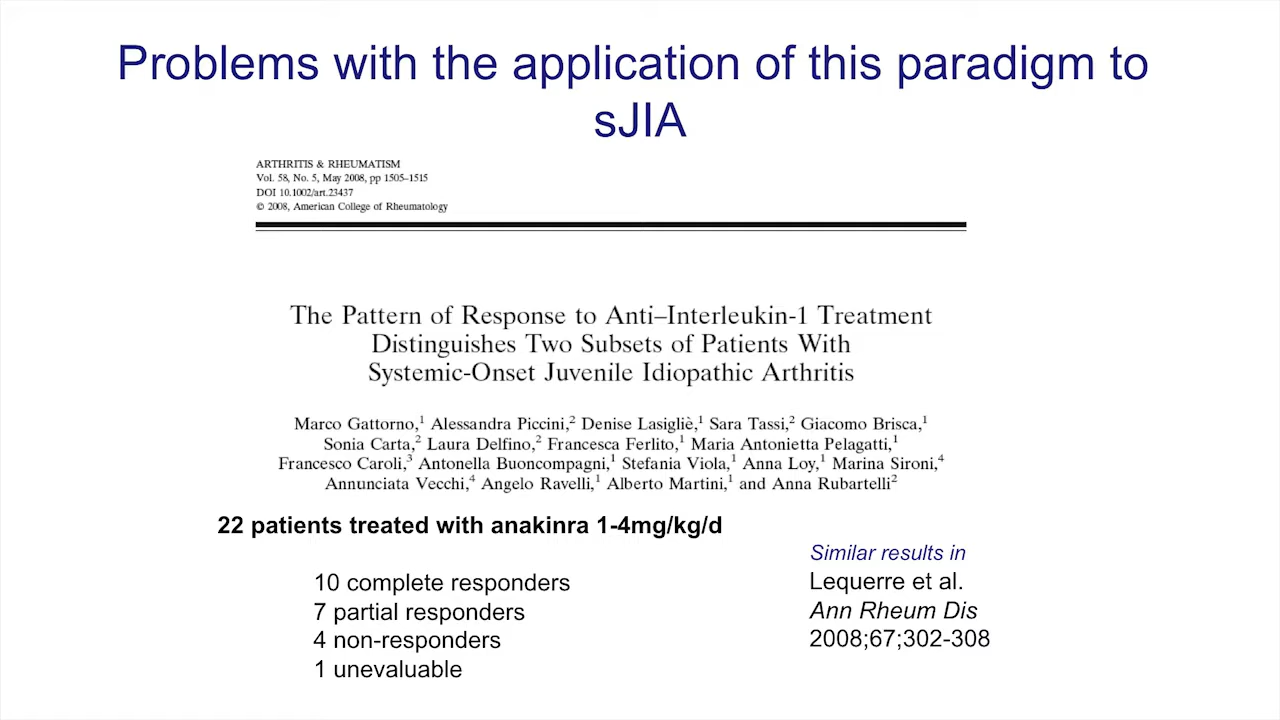 Problems with the application of this paradigm to
sJIA
ARTHRITIS & RHEUMATISM
Vol. 58, No. 5, May 2008, pp 1505–1515
DOI 10.1002/art.23437
© 2008, American College of Rheumatology
The Pattern of Response to Anti–Interleukin-1 Treatment
Distinguishes Two Subsets of Patients With
Systemic-Onset Juvenile Idiopathic Arthritis
Marco Gattorno,¹ Alessandra Piccini,² Denise Lasigliè,¹ Sara Tassi,² Giacomo Brisca,¹
Sonia Carta,² Laura Delfino,² Francesca Ferlito,¹ Maria Antonietta Pelagatti,¹
Francesco Caroli,³ Antonella Buoncompagni,¹ Stefania Viola,¹ Anna Loy,¹ Marina Sironi,⁴
Annunciata Vecchi,⁴ Angelo Ravelli,¹ Alberto Martini,¹ and Anna Rubartelli²
22 patients treated with anakinra 1-4mg/kg/d
10 complete responders
7 partial responders
4 non-responders
1 unevaluable
Similar results in
Lequerre et al.
Ann Rheum Dis
2008;67;302-308